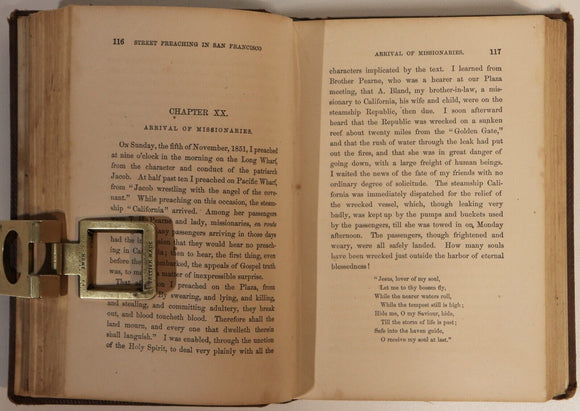 116 STREET PREACHING IN SAN FRANCISCO
CHAPTER XX.
ARRIVAL OF MISSIONARIES.
On Sunday, the fifth of November, 1851, I preached
at nine o'clock in the morning on the Long Wharf,
from the character and conduct of the patriarch
Jacob. At half past ten I preached on Pacific Wharf,
from "Jacob wrestling with the angel of the cove-
nant." While preaching on this occasion, the steam-
ship "California" arrived. Among her passengers
Pearne and lady, missionaries, en route
any passengers arriving in those days
had the that they would hear no preach-
ing in Ca then to hear, the first thing, even
before the embarked, the appeals of Gospel truth
was, to m a matter of inexpressible surprise.
That I preached on the Plaza, from
By swearing, and lying, and killing,
and stealing, and committing adultery, they break
out, and blood toucheth blood. Therefore shall the
land mourn, and every one that dwelleth therein
shall languish." I was enabled, through the unction
of the Holy Spirit, to deal very plainly with all the
ARRIVAL OF MISSIONARIES. 117
characters implicated by the text. I learned from
Brother Pearne, who was a hearer at our Plaza
meeting, that A. Bland, my brother-in-law, a mis-
sionary to California, his wife and child, were on the
steamship Republic, then due. I soon afterward
heard that the Republic was wrecked on a sunken
reef about twenty miles from the "Golden Gate,"
and that the rush of water through the leak had put
out the fires, and that she was in great danger of
going down, with a large freight of human beings.
I waited the news of the fate of my friends with no
ordinary degree of solicitude. The steamship Cali-
fornia was immediately dispatched for the relief of
the wrecked vessel, which, though leaking very
badly, was kept up by the pumps and buckets used
by the passengers, till she was towed in on Monday
afternoon. The passengers, though frightened and
weary, were all safely landed. How many souls
have been wrecked just outside the harbor of eternal
blessedness!
"Jesus, lover of my soul,
Let me to thy bosom fly,
While the nearer waters roll,
While the tempest still is high;
Hide me, O my Saviour, hide,
Till the storm of life is past;
Safe into the haven guide,
O receive my soul at last."